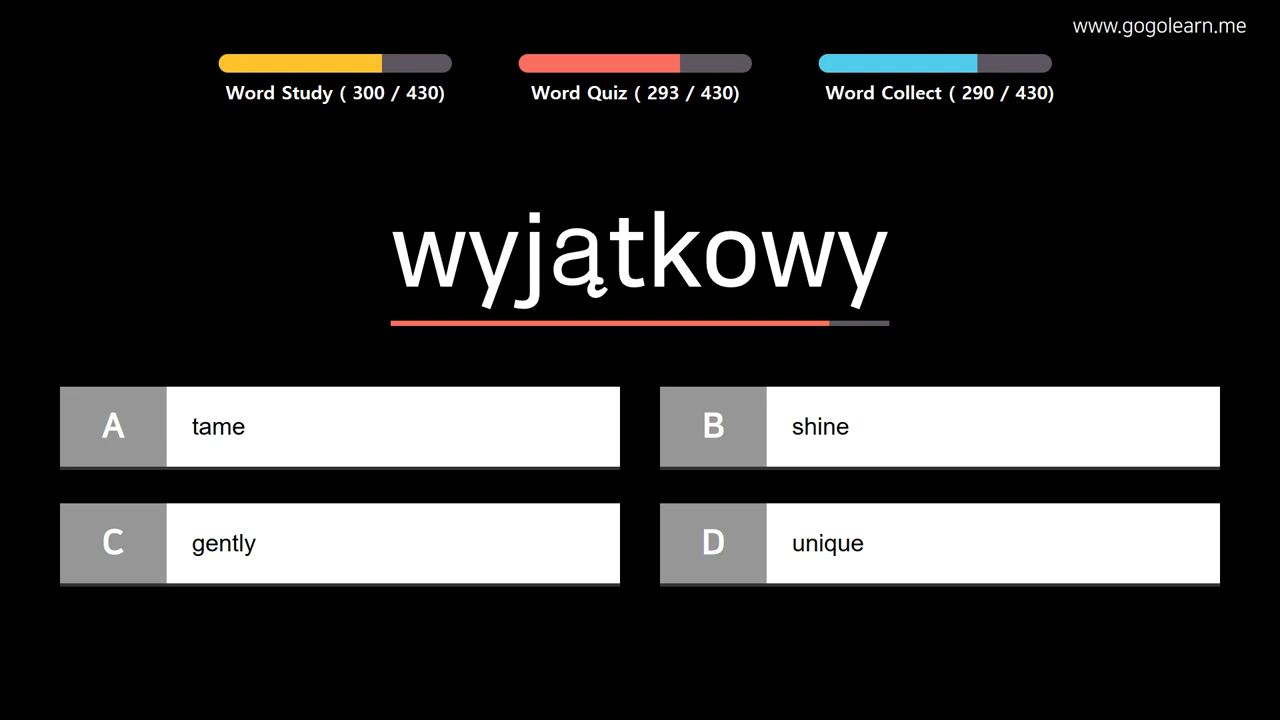 www.gogolearn.me
Word Study ( 300 / 430)
Word Quiz ( 293 / 430)
Word Collect ( 290 / 430)
wyjątkowy
A tame
B shine
C gently
D unique